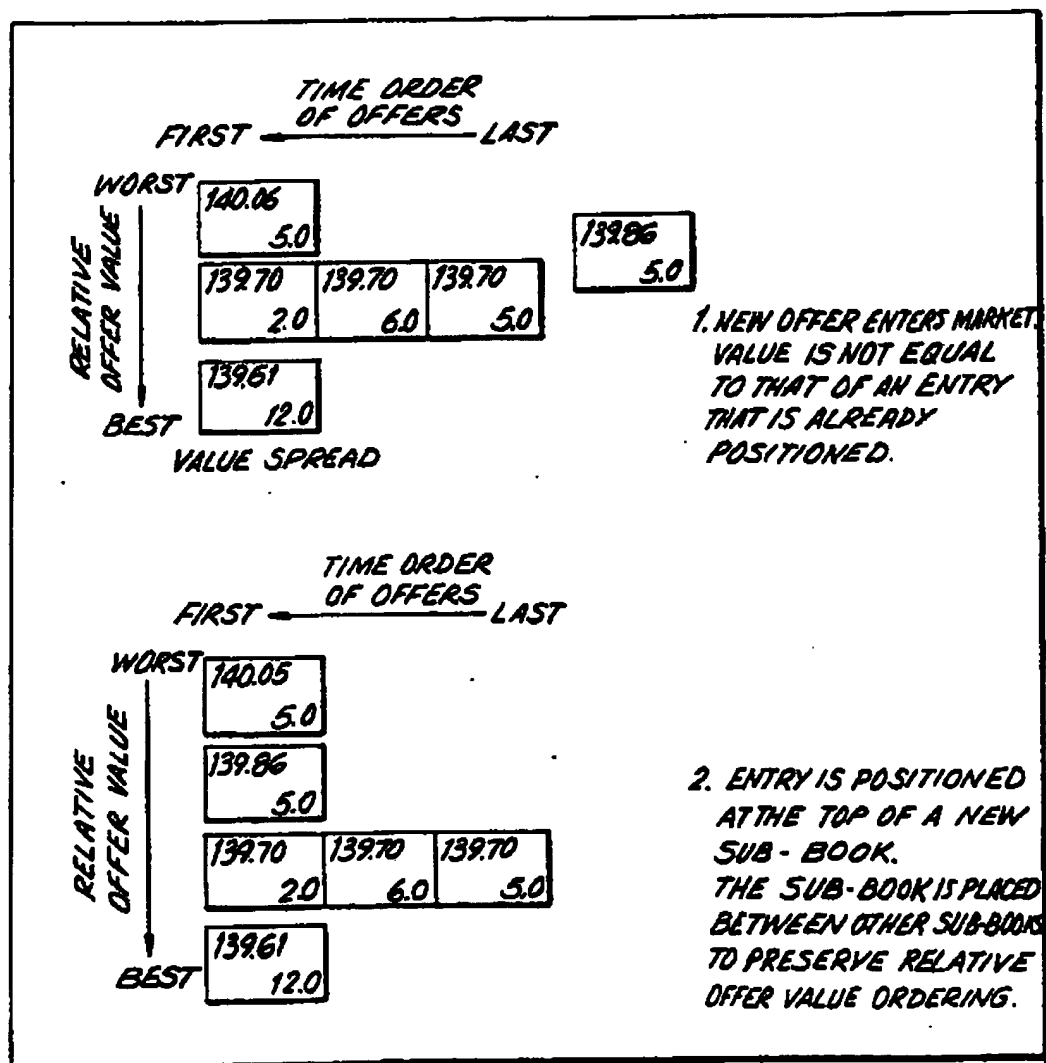 TIME ORDER
OF OFFERS
FIRST LAST
WORST
RELATIVE
OFFER VALUE
140.06
5.0
139.86
5.0
139.70 139.70 139.70
2.0 6.0 5.0
139.61
12.0
BEST
VALUE SPREAD
1. NEW OFFER ENTERS MARKET.
VALUE IS NOT EQUAL
TO THAT OF AN ENTRY
THAT IS ALREADY
POSITIONED.
TIME ORDER
OF OFFERS
FIRST LAST
WORST
RELATIVE
OFFER VALUE
140.05
5.0
139.86
5.0
139.70 139.70 139.70
2.0 6.0 5.0
139.61
12.0
BEST
2. ENTRY IS POSITIONED
AT THE TOP OF A NEW
SUB-BOOK.
THE SUB-BOOK IS PLACED
BETWEEN OTHER SUB-BOOKS
TO PRESERVE RELATIVE
OFFER VALUE ORDERING.